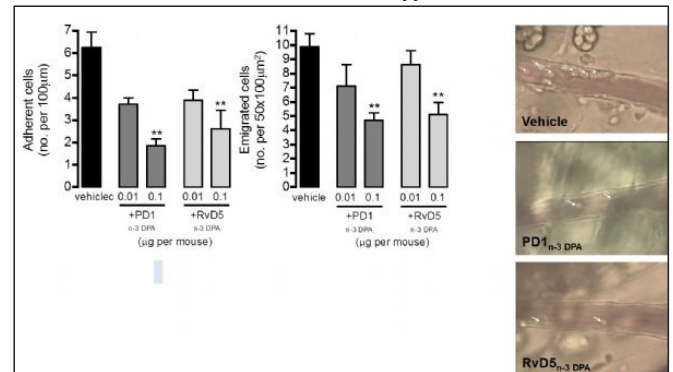 Adherent cells
(no. per 100µm)
7
6
5
4
3
2
1
0
**
**
vehiclec 0.01 0.1 0.01 0.1
+PD1 +RvD5
n-3 DPA n-3 DPA
(µg per mouse)
Emigrated cells
(no. per 50x100µm²)
11
10
9
8
7
6
5
4
3
2
1
0
**
**
vehicle 0.01 0.1 0.01 0.1
+PD1 +RvD5
n-3 DPA n-3 DPA
(µg per mouse)
Vehicle
PD1n-3 DPA
RvD5n-3 DPA